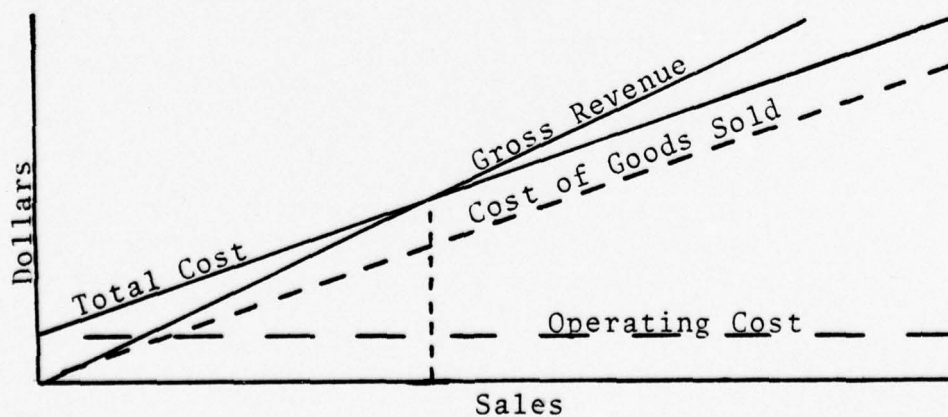 Dollars
Gross Revenue
Cost of Goods Sold
Total Cost
Operating Cost
Sales